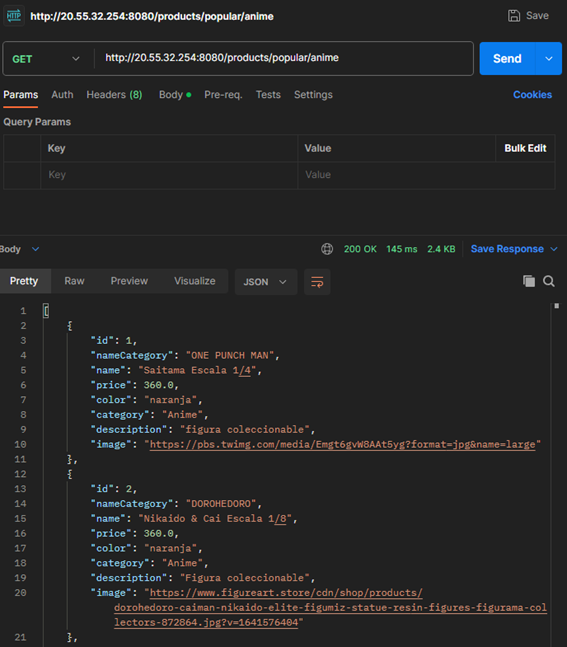 HTTP http://20.55.32.254:8080/products/popular/anime Save
GET http://20.55.32.254:8080/products/popular/anime Send
Params Auth Headers (8) Body Pre-req. Tests Settings Cookies
Query Params
Key Value Bulk Edit
Key Value
Body 200 OK 145 ms 2.4 KB Save Response
Pretty Raw Preview Visualize JSON
1 [
2 {
3 "id": 1,
4 "nameCategory": "ONE PUNCH MAN",
5 "name": "Saitama Escala 1/4",
6 "price": 360.0,
7 "color": "naranja",
8 "category": "Anime",
9 "description": "figura coleccionable",
10 "image": "https://pbs.twimg.com/media/Emgt6gvW8AAt5yg?format=jpg&name=large"
11 },
12 {
13 "id": 2,
14 "nameCategory": "DOROHEDORO",
15 "name": "Nikaido & Cai Escala 1/8",
16 "price": 360.0,
17 "color": "naranja",
18 "category": "Anime",
19 "description": "Figura coleccionable",
20 "image": "https://www.figureart.store/cdn/shop/products/
dorohedoro-caiman-nikaido-elite-figumiz-statue-resin-figures-figurama-col
lectors-872864.jpg?v=1641576404"
21 },